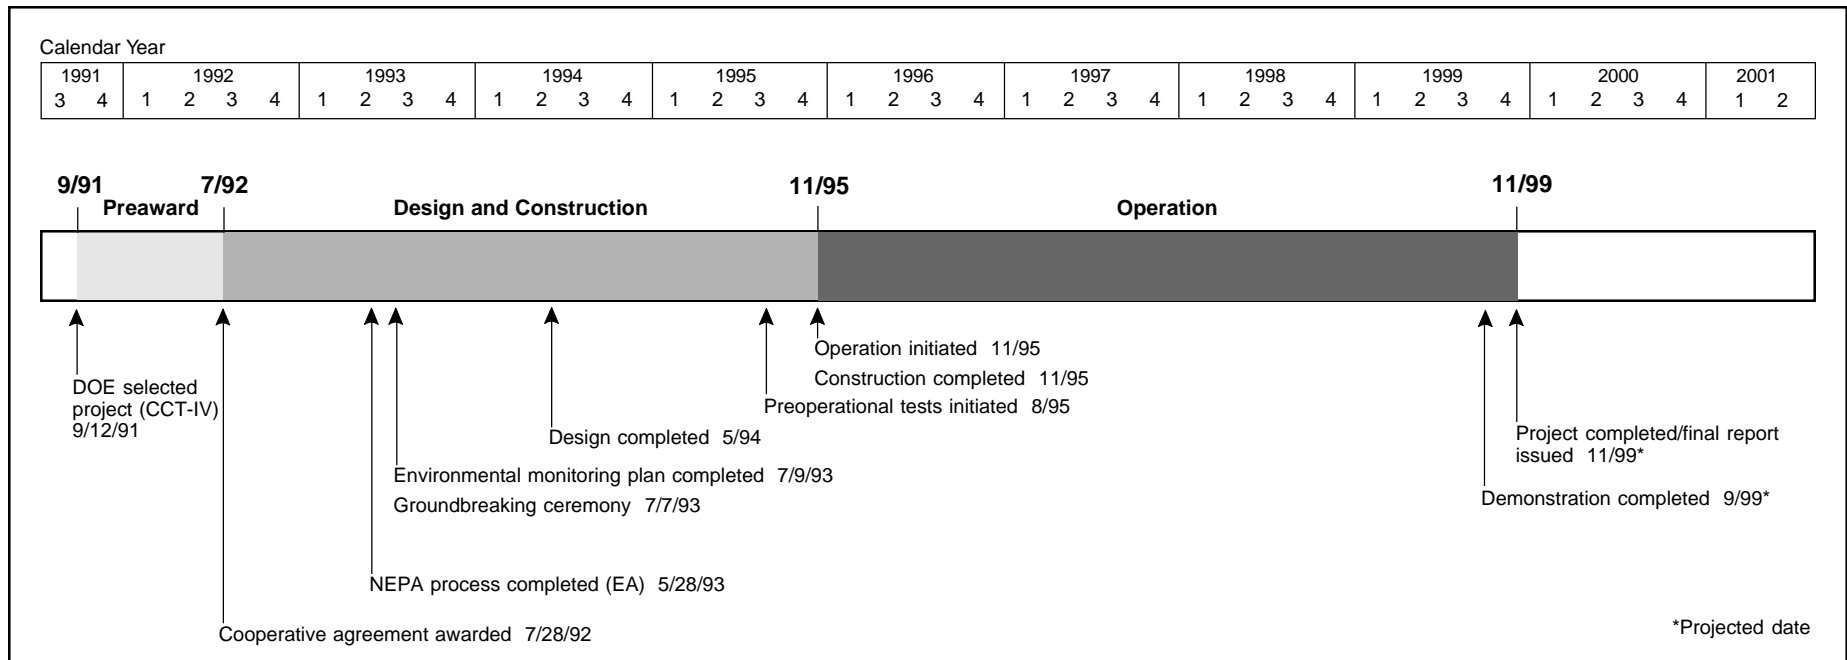 Calendar Year
1991 1992 1993 1994 1995 1996 1997 1998 1999 2000 2001
3 4 1 2 3 4 1 2 3 4 1 2 3 4 1 2 3 4 1 2 3 4 1 2 3 4 1 2 3 4 1 2 3 4 1 2 3 4 1 2
9/91 7/92 11/95 11/99
Preaward Design and Construction Operation
Operation initiated 11/95
DOE selected
project (CCT-IV)
9/12/91
Construction completed 11/95
Preoperational tests initiated 8/95
Design completed 5/94
Project completed/final report
issued 11/99*
Environmental monitoring plan completed 7/9/93
Groundbreaking ceremony 7/7/93
Demonstration completed 9/99*
NEPA process completed (EA) 5/28/93
Cooperative agreement awarded 7/28/92
*Projected date